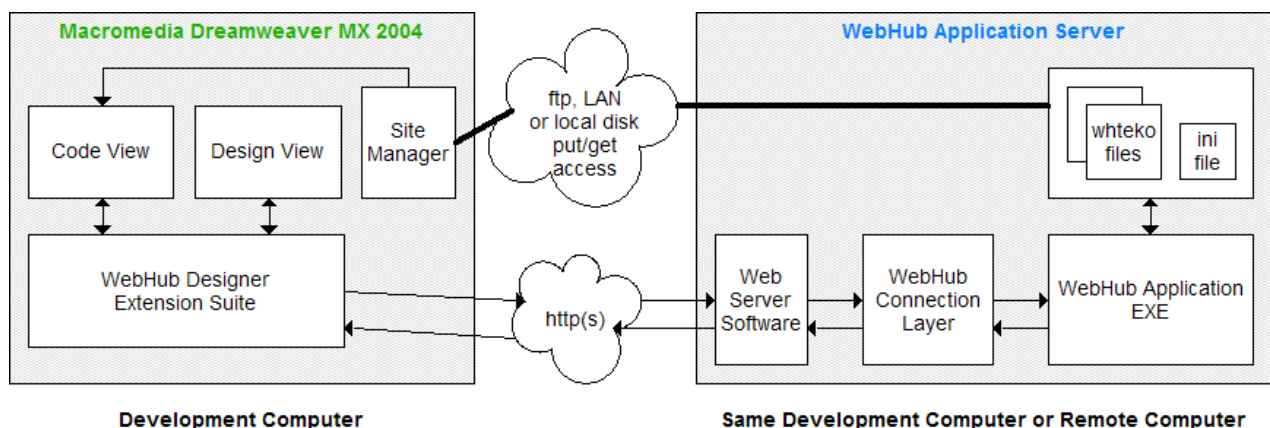 Macromedia Dreamweaver MX 2004
WebHub Application Server
Code View
Design View
Site
Manager
ftp, LAN
or local disk
put/get
access
whteko
files
ini
file
WebHub Designer
Extension Suite
http(s)
Web
Server
Software
WebHub
Connection
Layer
WebHub Application
EXE
Development Computer
Same Development Computer or Remote Computer